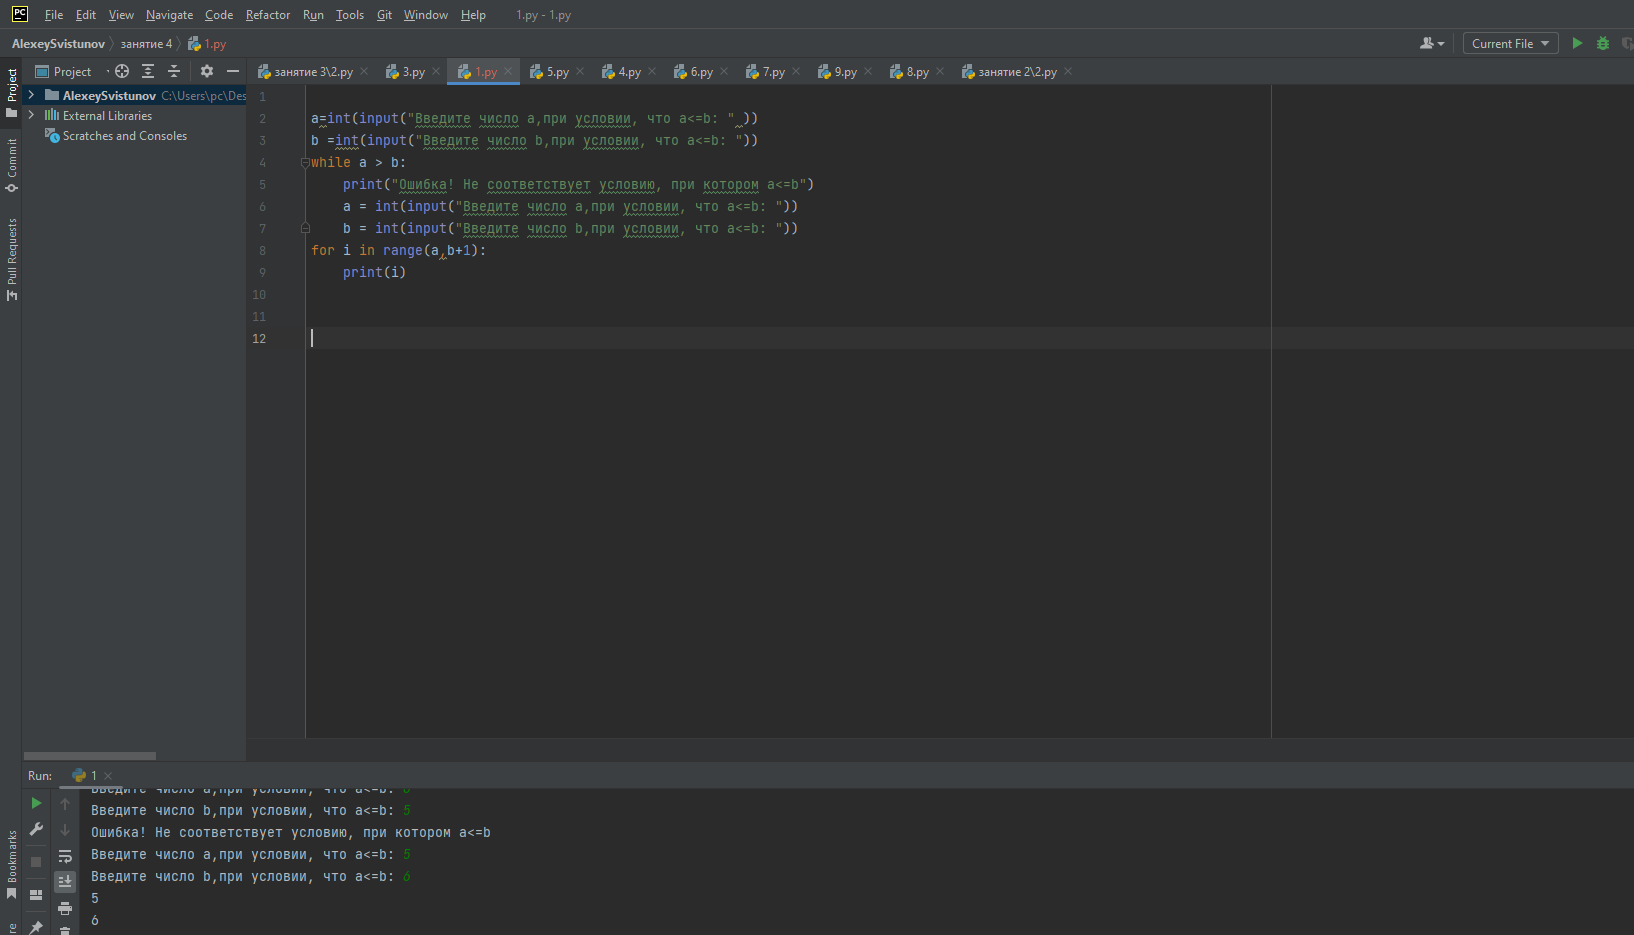 PC File Edit View Navigate Code Refactor Run Tools Git Window Help 1.py - 1.py
AlexeySvistunov занятие 4 1.py Current File
Project Project занятие 3\2.py 3.py 1.py 5.py 4.py 6.py 7.py 9.py 8.py занятие 2\2.py
AlexeySvistunov C:\Users\pc\Des
External Libraries
Scratches and Consoles
Commit
Pull Requests
1
2 a=int(input("Введите число a,при условии, что a<=b: " ))
3 b =int(input("Введите число b,при условии, что a<=b: "))
4 while a > b:
5 print("Ошибка! Не соответствует условию, при котором a<=b")
6 a = int(input("Введите число a,при условии, что a<=b: "))
7 b = int(input("Введите число b,при условии, что a<=b: "))
8 for i in range(a,b+1):
9 print(i)
10
11
12
Run: 1
Введите число a,при условии, что a<=b:
Введите число b,при условии, что a<=b: 5
Ошибка! Не соответствует условию, при котором a<=b
Введите число a,при условии, что a<=b: 5
Введите число b,при условии, что a<=b: 6
5
6
Bookmarks
re